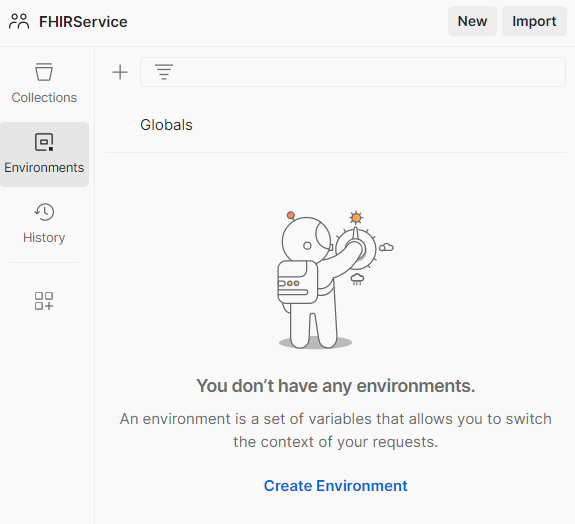 FHIRService
New
Import
Collections
Environments
History
Globals
You don’t have any environments.
An environment is a set of variables that allows you to switch
the context of your requests.
Create Environment